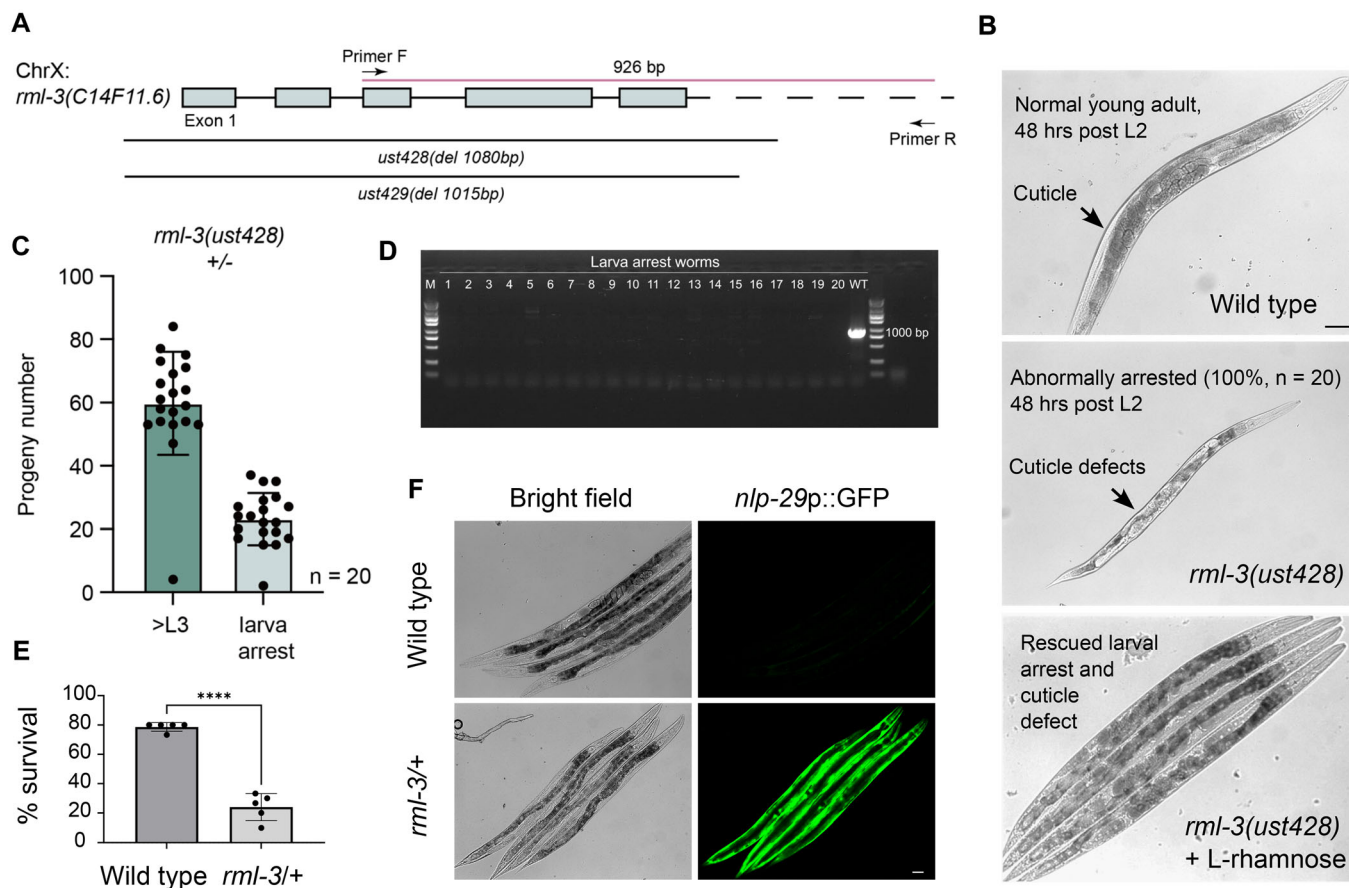 A
ChrX:
rml-3(C14F11.6)
Primer F
926 bp
Exon 1
Primer R
ust428(del 1080bp)
ust429(del 1015bp)
B
Normal young adult,
48 hrs post L2
Cuticle
Wild type
Abnormally arrested (100%, n = 20)
48 hrs post L2
Cuticle defects
rml-3(ust428)
Rescued larval
arrest and
cuticle
defect
rml-3(ust428)
+ L-rhamnose
C
rml-3(ust428)
+/-
Progeny number
100
80
60
40
20
0
>L3
larva
arrest
n = 20
D
Larva arrest worms
M 1 2 3 4 5 6 7 8 9 10 11 12 13 14 15 16 17 18 19 20 WT
1000 bp
E
% survival
100
80
60
40
20
0
****
Wild type
rml-3/+
F
Bright field
nlp-29p::GFP
Wild type
rml-3/+